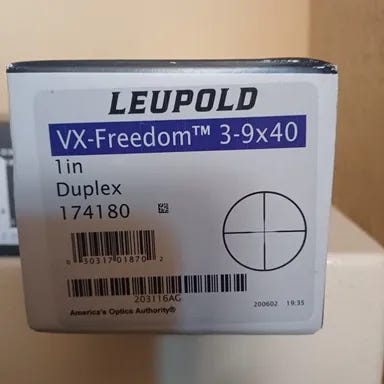 LEUPOLD
VX-Freedom™ 3-9x40
1in
Duplex
174180
0 30317 01870 2
203116AG
America's Optics Authority®
200602 19:35